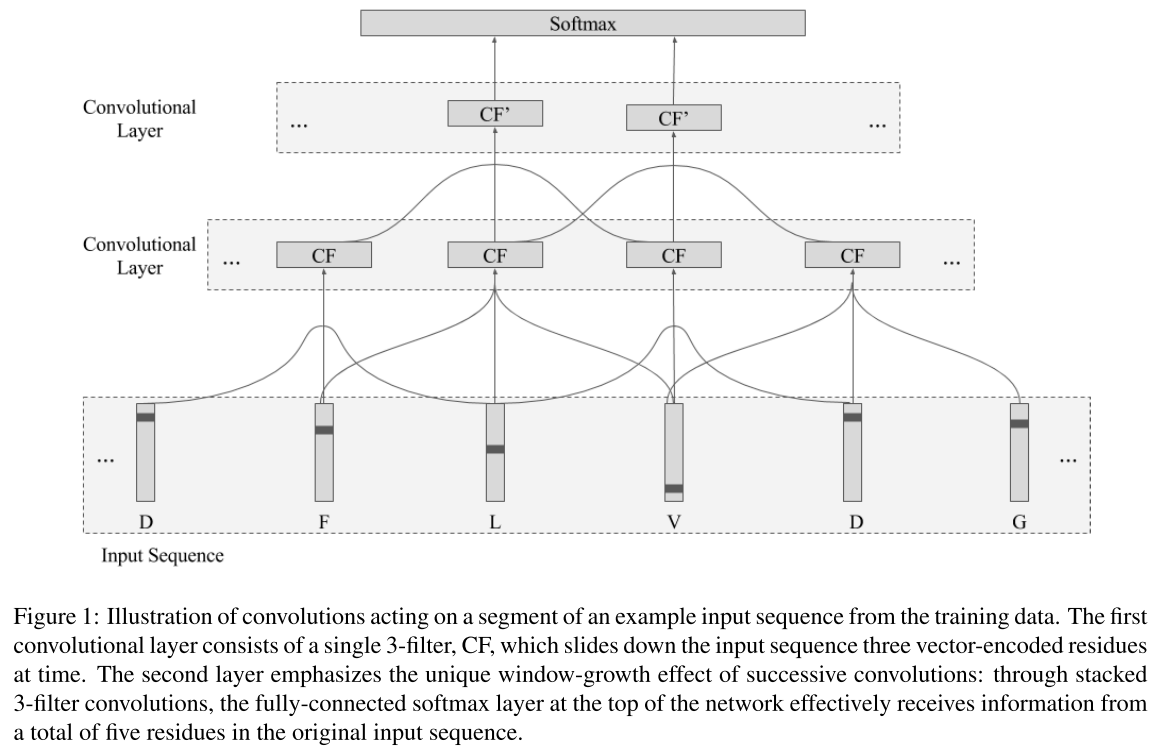 Softmax
Convolutional
Layer
...
CF’
CF’
...
Convolutional
Layer
...
CF
CF
CF
CF
...
...
...
D
F
L
V
D
G
Input Sequence
Figure 1: Illustration of convolutions acting on a segment of an example input sequence from the training data. The first
convolutional layer consists of a single 3-filter, CF, which slides down the input sequence three vector-encoded residues
at time. The second layer emphasizes the unique window-growth effect of successive convolutions: through stacked
3-filter convolutions, the fully-connected softmax layer at the top of the network effectively receives information from
a total of five residues in the original input sequence.